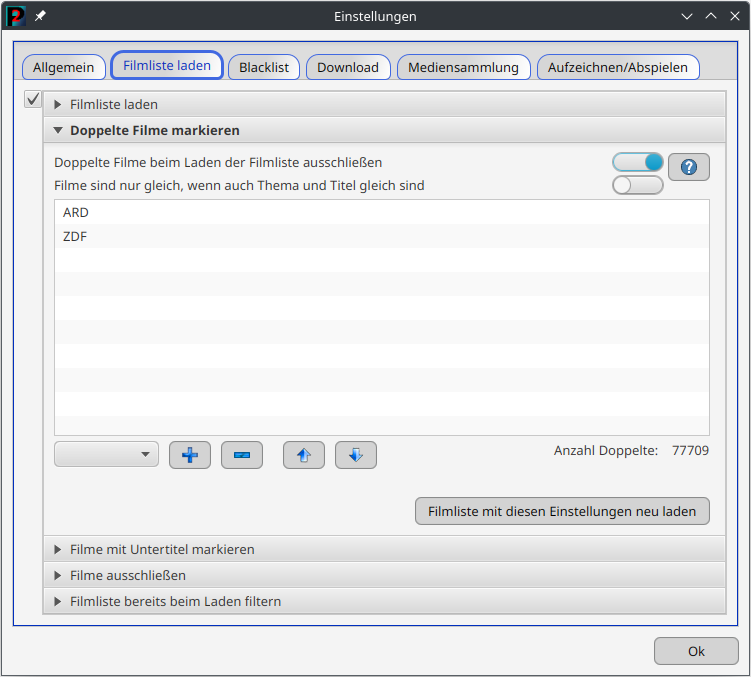 Einstellungen
Allgemein
Filmliste laden
Blacklist
Download
Mediensammlung
Aufzeichnen/Abspielen
Filmliste laden
Doppelte Filme markieren
Doppelte Filme beim Laden der Filmliste ausschließen
Filme sind nur gleich, wenn auch Thema und Titel gleich sind
ARD
ZDF
Anzahl Doppelte: 77709
Filmliste mit diesen Einstellungen neu laden
Filme mit Untertitel markieren
Filme ausschließen
Filmliste bereits beim Laden filtern
Ok